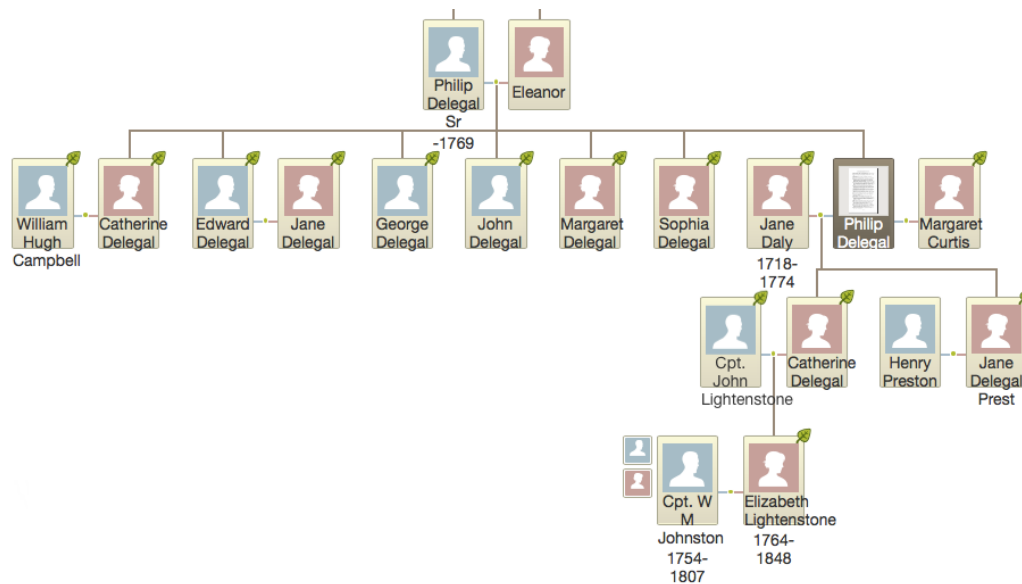 Philip
Delegal
Sr
-1769
Eleanor
William
Hugh
Campbell
Catherine
Delegal
Edward
Delegal
Jane
Delegal
George
Delegal
John
Delegal
Margaret
Delegal
Sophia
Delegal
Jane
Daly
1718-
1774
Philip
Delegal
Margaret
Curtis
Cpt.
John
Lightenstone
Catherine
Delegal
Henry
Preston
Jane
Delegal
Prest
Cpt. W
M
Johnston
1754-
1807
Elizabeth
Lightenstone
1764-
1848